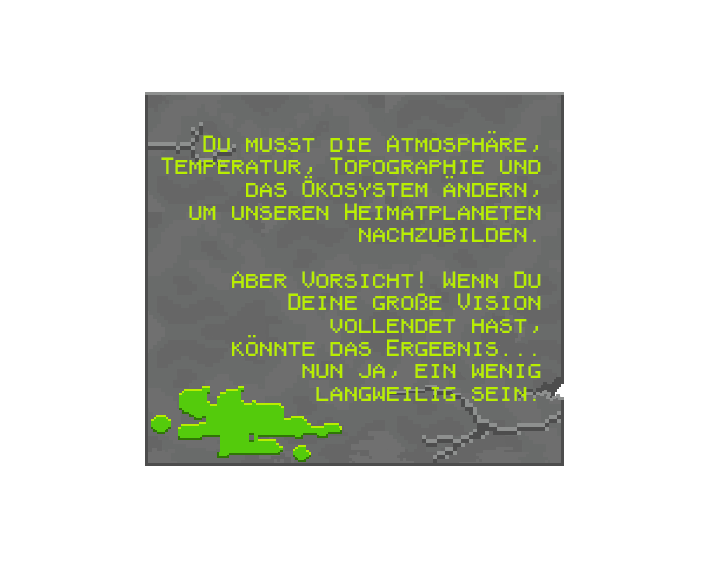 Du musst die Atmosphäre,
Temperatur, Topographie und
das Ökosystem ändern,
um unseren Heimatplaneten
nachzubilden.
Aber Vorsicht! Wenn Du
Deine große Vision
vollendet hast,
könnte das Ergebnis...
nun ja, ein wenig
langweilig sein.